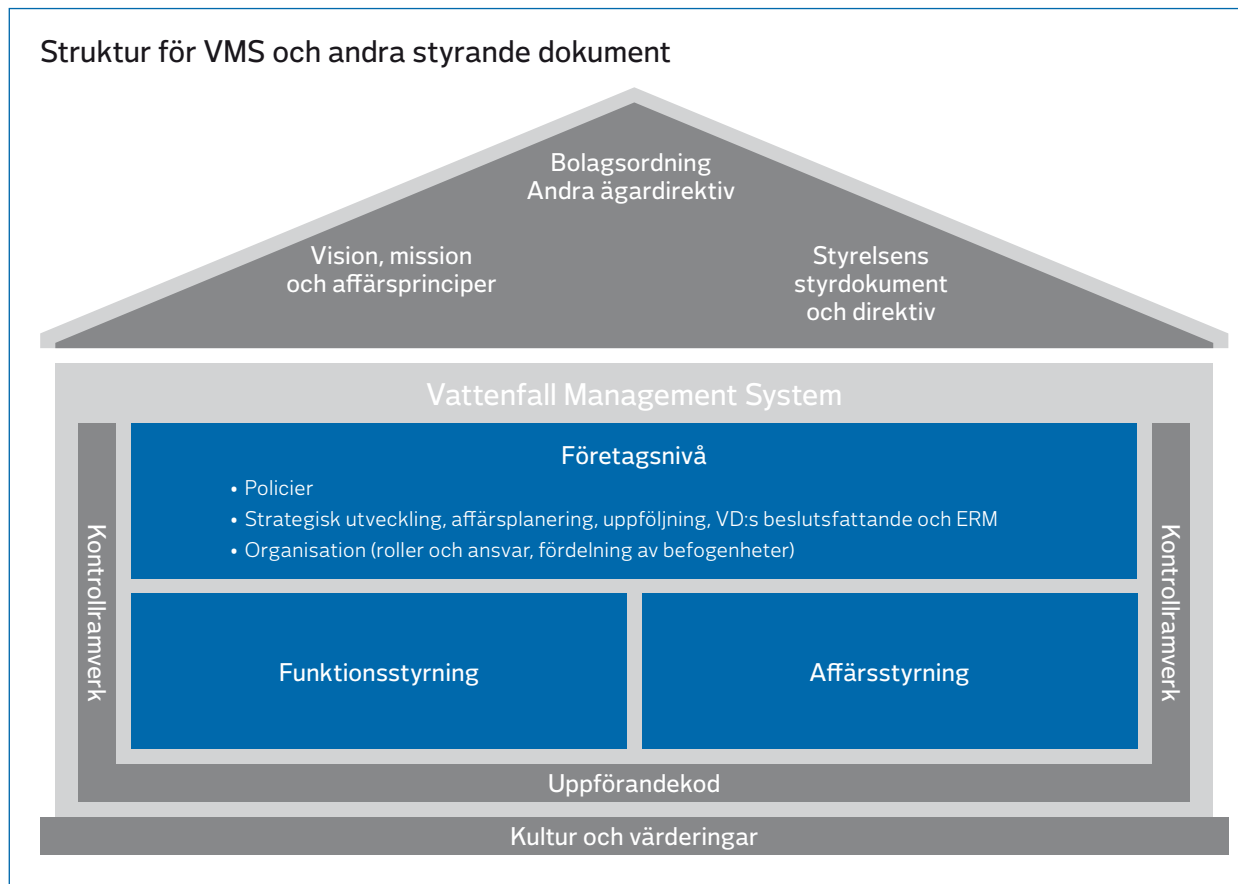 Struktur för VMS och andra styrande dokument
Bolagsordning
Andra ägardirektiv
Vision, mission
och affärsprinciper
Styrelsens
styrdokument
och direktiv
Vattenfall Management System
Kontrollramverk
Företagsnivå
• Policier
• Strategisk utveckling, affärsplanering, uppföljning, VD:s beslutsfattande och ERM
• Organisation (roller och ansvar, fördelning av befogenheter)
Kontrollramverk
Funktionsstyrning
Affärsstyrning
Uppförandekod
Kultur och värderingar